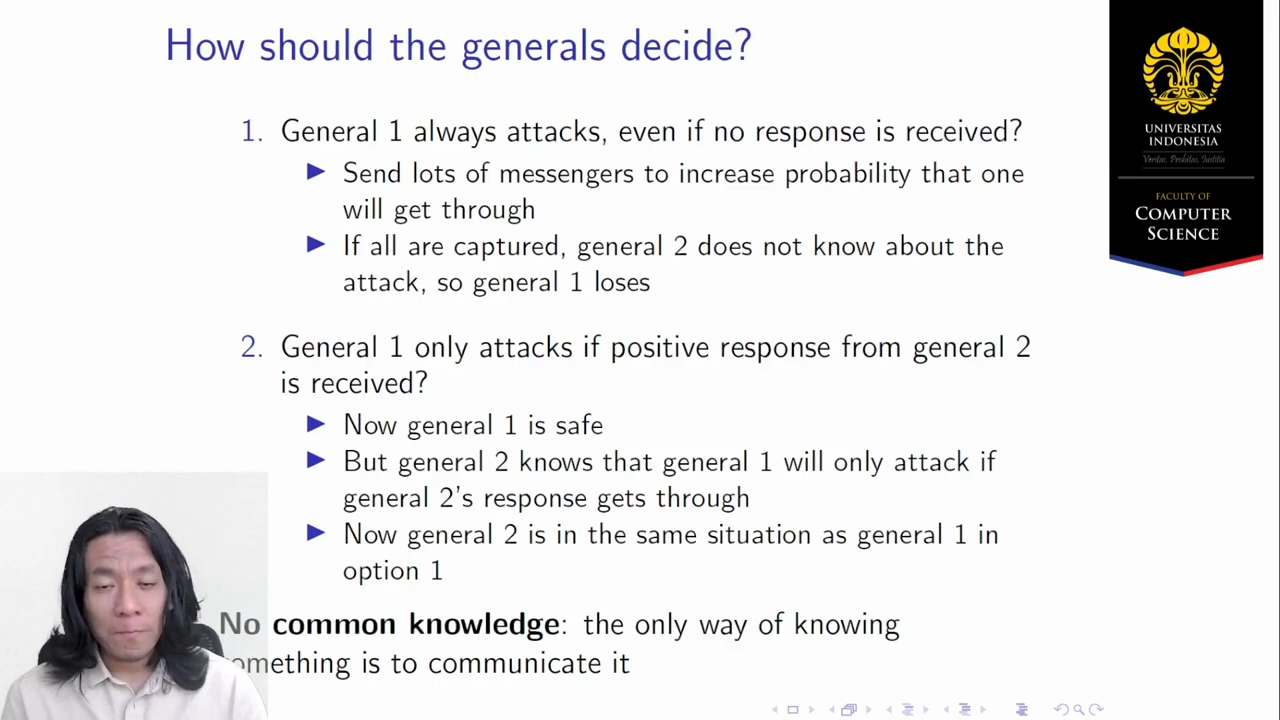 How should the generals decide?
1. General 1 always attacks, even if no response is received?
▶ Send lots of messengers to increase probability that one
will get through
▶ If all are captured, general 2 does not know about the
attack, so general 1 loses
2. General 1 only attacks if positive response from general 2
is received?
▶ Now general 1 is safe
▶ But general 2 knows that general 1 will only attack if
general 2's response gets through
▶ Now general 2 is in the same situation as general 1 in
option 1
No common knowledge: the only way of knowing
omething is to communicate it
UNIVERSITAS
INDONESIA
Veritas, Probitas, Iustitia
FACULTY OF
COMPUTER
SCIENCE